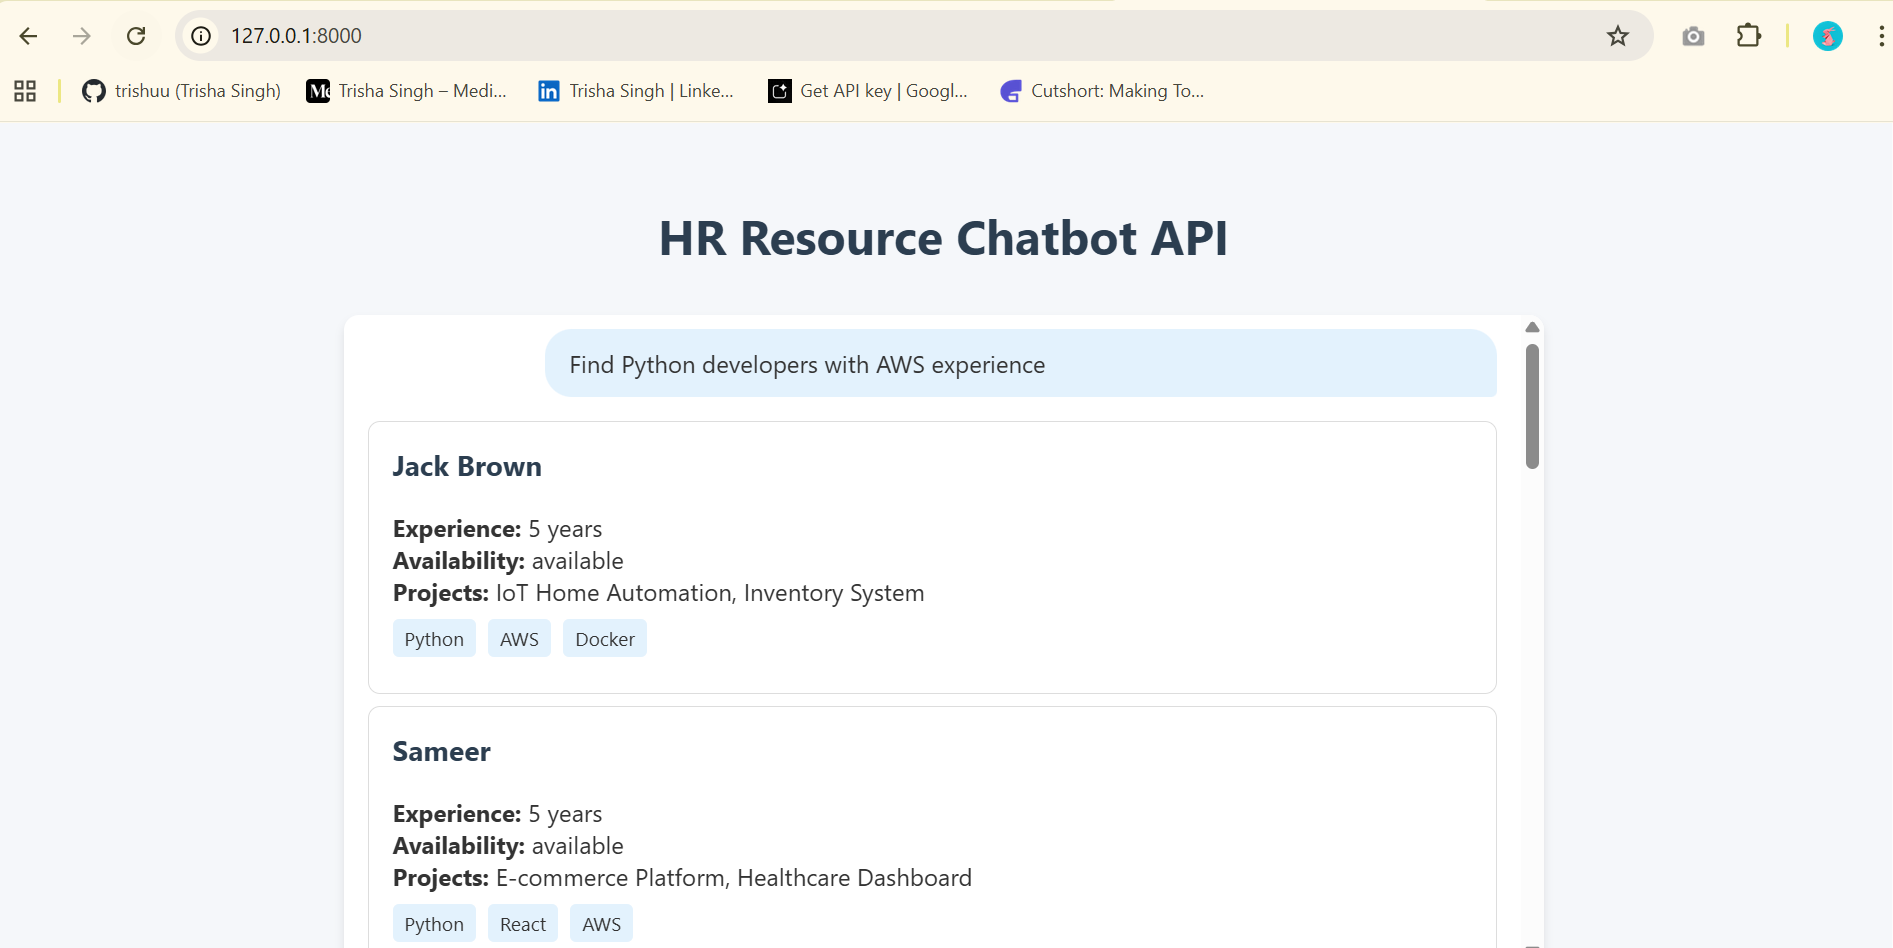 127.0.0.1:8000
trishuu (Trisha Singh) Trisha Singh – Medi... Trisha Singh | Linke... Get API key | Googl... Cutshort: Making To...
HR Resource Chatbot API
Find Python developers with AWS experience
Jack Brown
Experience: 5 years
Availability: available
Projects: IoT Home Automation, Inventory System
Python AWS Docker
Sameer
Experience: 5 years
Availability: available
Projects: E-commerce Platform, Healthcare Dashboard
Python React AWS